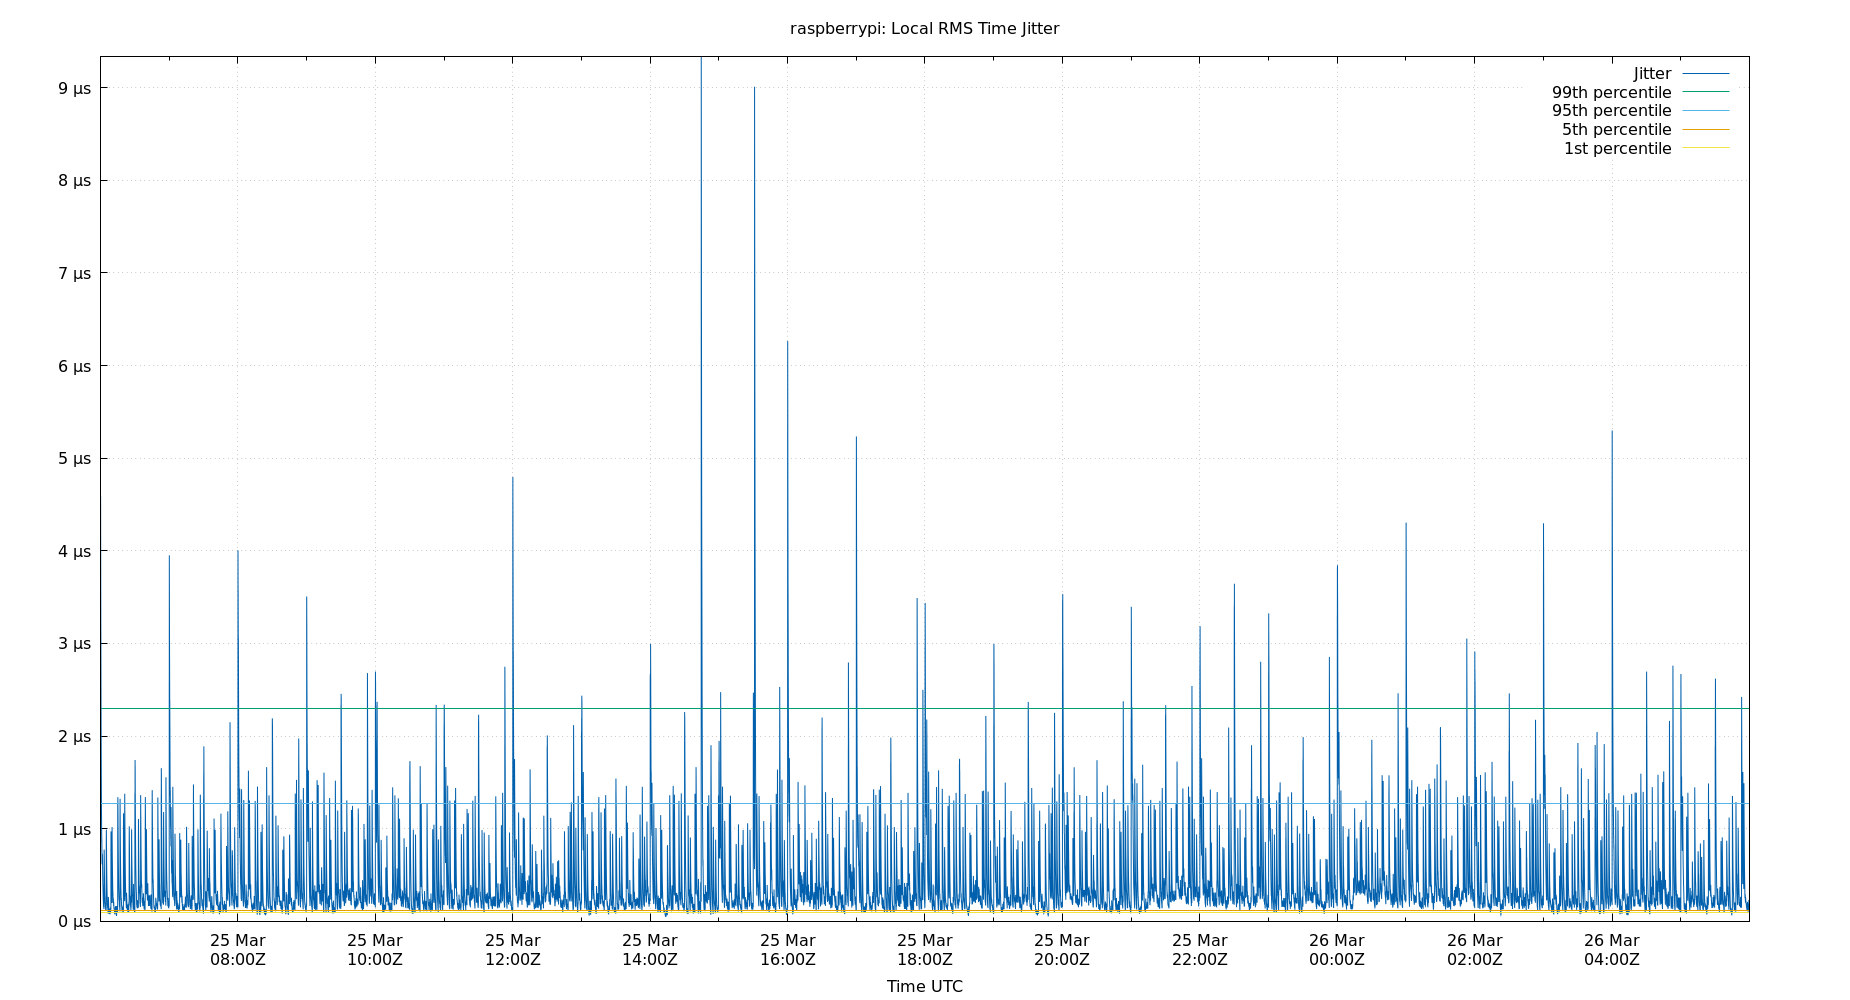 raspberrypi: Local RMS Time Jitter
Jitter
99th percentile
95th percentile
5th percentile
1st percentile
9 µs
8 µs
7 µs
6 µs
5 µs
4 µs
3 µs
2 µs
1 µs
0 µs
25 Mar
08:00Z
25 Mar
10:00Z
25 Mar
12:00Z
25 Mar
14:00Z
25 Mar
16:00Z
25 Mar
18:00Z
25 Mar
20:00Z
25 Mar
22:00Z
26 Mar
00:00Z
26 Mar
02:00Z
26 Mar
04:00Z
Time UTC